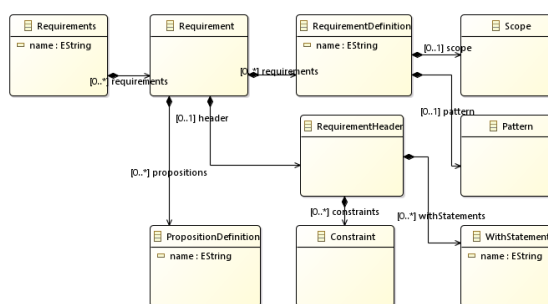 Requirements
name : EString
Requirement
RequirementDefinition
name : EString
Scope
[0..*] requirements
[0..*] requirements
[0..1] scope
[0..1] header
[0..1] pattern
RequirementHeader
Pattern
[0..*] propositions
[0..*] constraints
[0..*] withStatements
PropositionDefinition
name : EString
Constraint
WithStatement
name : EString